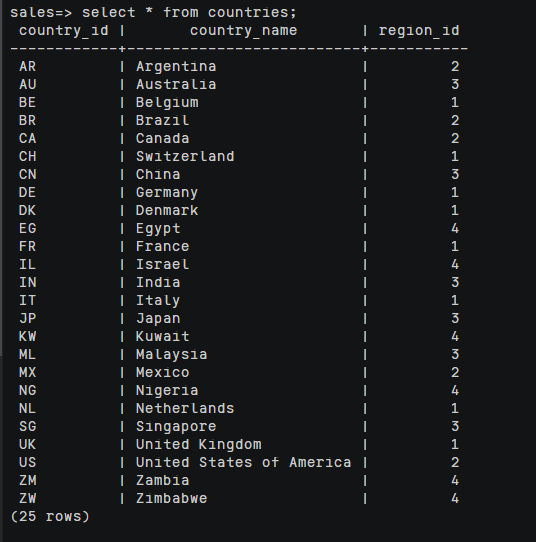 sales=> select * from countries;
 country_id |       country_name       | region_id
------------+--------------------------+-----------
 AR         | Argentina                |         2
 AU         | Australia                |         3
 BE         | Belgium                  |         1
 BR         | Brazil                   |         2
 CA         | Canada                   |         2
 CH         | Switzerland              |         1
 CN         | China                    |         3
 DE         | Germany                  |         1
 DK         | Denmark                  |         1
 EG         | Egypt                    |         4
 FR         | France                   |         1
 IL         | Israel                   |         4
 IN         | India                    |         3
 IT         | Italy                    |         1
 JP         | Japan                    |         3
 KW         | Kuwait                   |         4
 ML         | Malaysia                 |         3
 MX         | Mexico                   |         2
 NG         | Nigeria                  |         4
 NL         | Netherlands              |         1
 SG         | Singapore                |         3
 UK         | United Kingdom           |         1
 US         | United States of America |         2
 ZM         | Zambia                   |         4
 ZW         | Zimbabwe                 |         4
(25 rows)